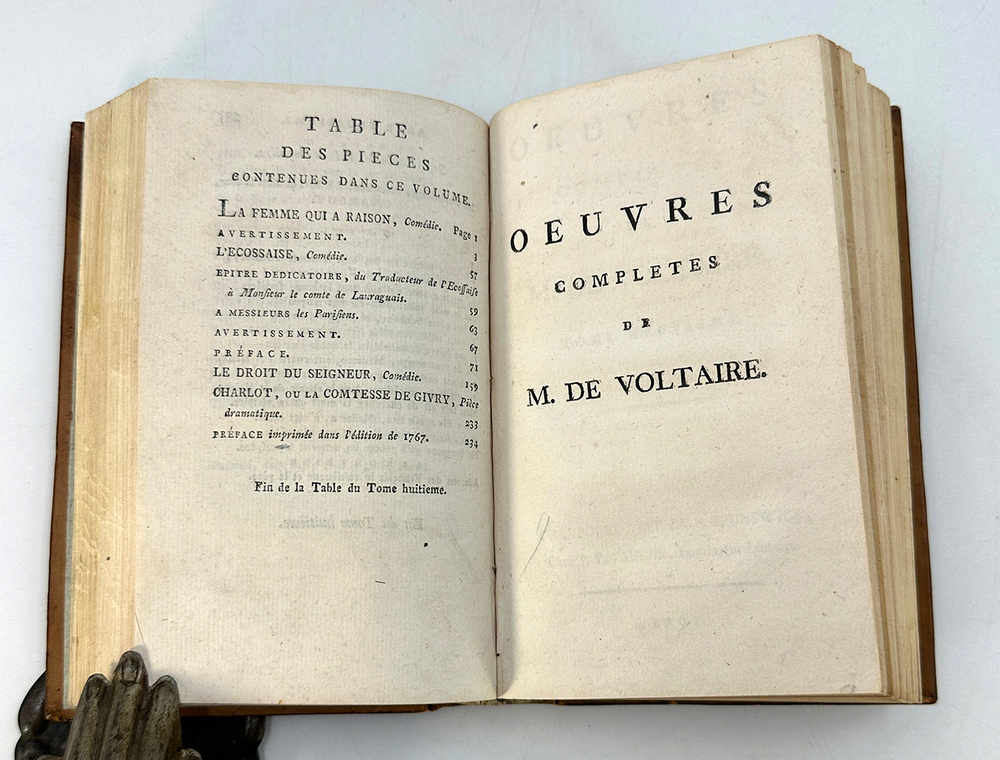 TABLE
DES PIECES
CONTENUES DANS CE VOLUME.
LA FEMME QUI A RAISON, Comédie. Page 1
AVERTISSEMENT. 3
L'ECOSSAISE, Comédie. 57
EPITRE DEDICATOIRE, du Traducteur de l'Ecoſſaiſe
à Monſieur le comte de Lauraguais. 59
A MESSIEURS les Pariſiens. 63
AVERTISSEMENT. 67
PRÉFACE. 71
LE DROIT DU SEIGNEUR, Comédie. 159
CHARLOT, OU LA COMTESSE DE GIVRY, Pièce
dramatique. 233
PRÉFACE imprimée dans l'édition de 1767. 234
Fin de la Table du Tome huitieme.
OEUVRES
COMPLETES
DE
M. DE VOLTAIRE.